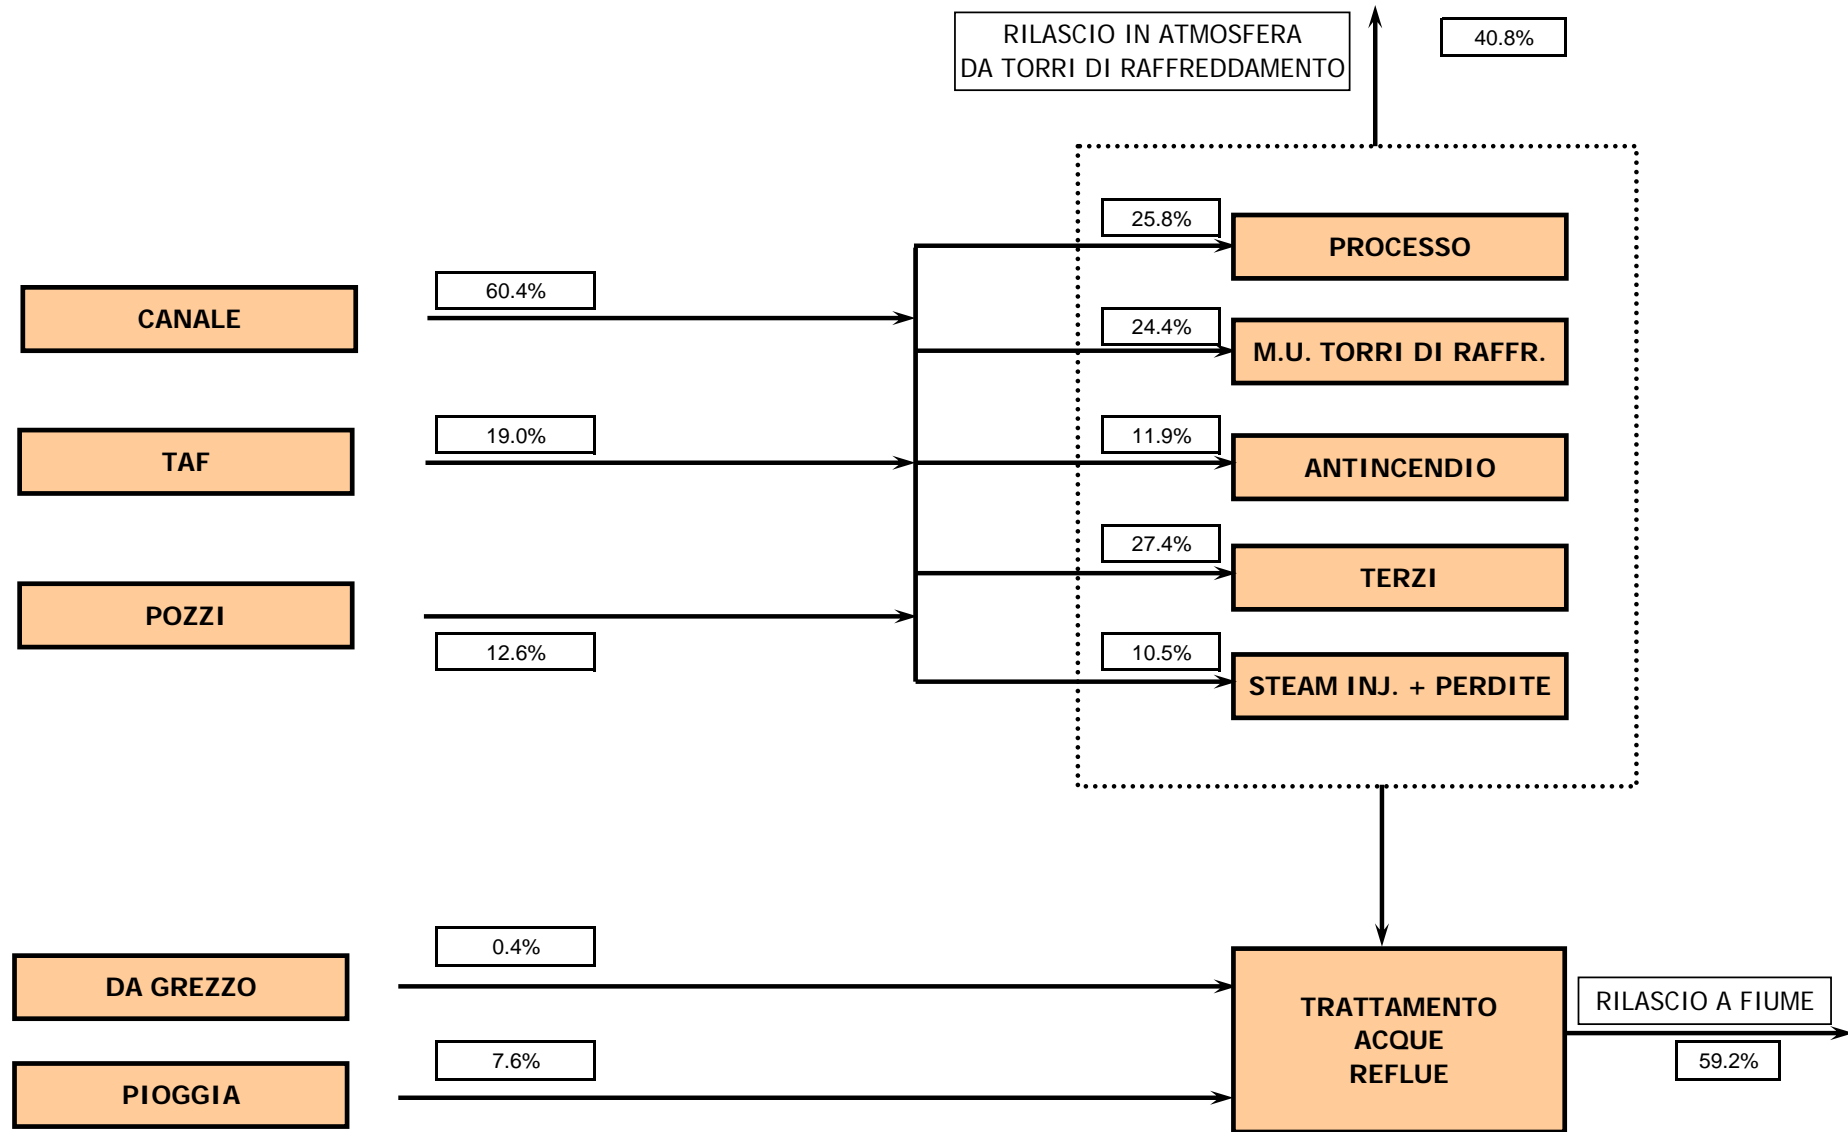 RILASCIO IN ATMOSFERA
DA TORRI DI RAFFREDDAMENTO
40.8%
25.8%
PROCESSO
60.4%
CANALE
24.4%
M.U. TORRI DI RAFFR.
19.0%
TAF
11.9%
ANTINCENDIO
27.4%
TERZI
POZZI
12.6%
10.5%
STEAM INJ. + PERDITE
0.4%
DA GREZZO
TRATTAMENTO
ACQUE
REFLUE
RILASCIO A FIUME
59.2%
7.6%
PIOGGIA